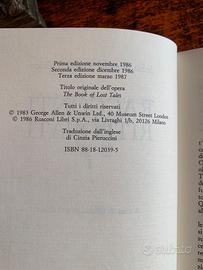 Prima edizione novembre 1986
Seconda edizione dicembre 1986
Terza edizione marzo 1987
Titolo originale dell'opera
The Book of Lost Tales
Tutti i diritti riservati
© 1983 George Allen & Unwin Ltd, 40 Museum Street London
© 1986 Rusconi Libri S.p.A., via Livraghi 1/b, 20126 Milano
Traduzione dall'inglese
di Cinzia Pieruccini
ISBN 88-18-12039-5
subito